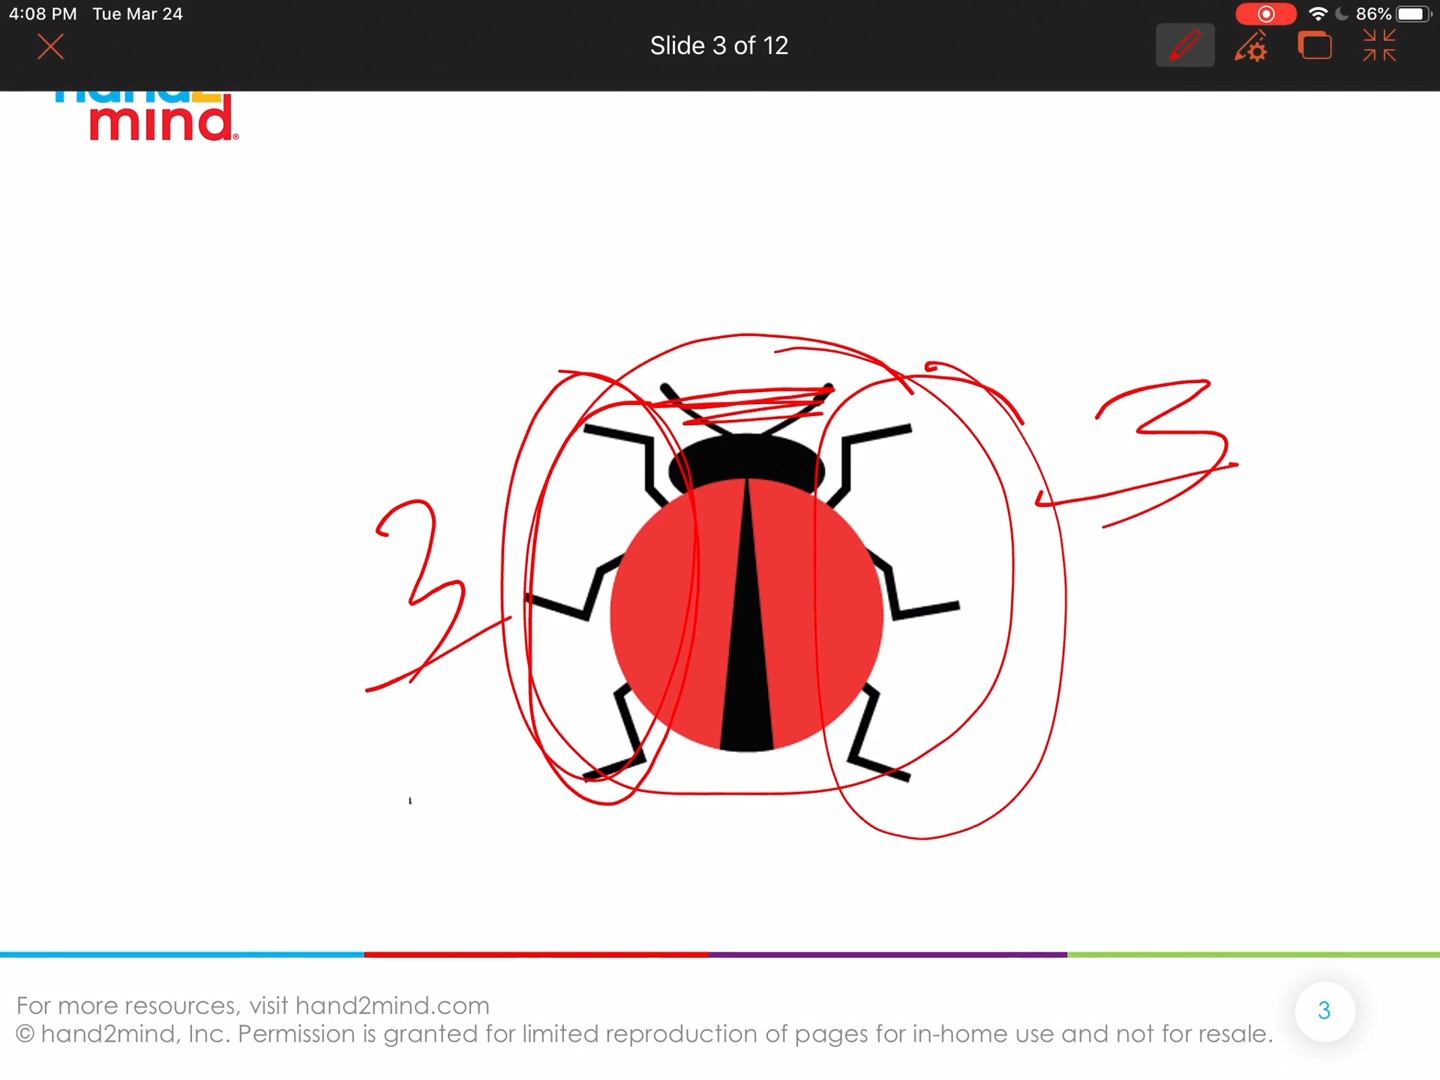 4:08 PM Tue Mar 24
86%
Slide 3 of 12
hand2
mind®
3
3
For more resources, visit hand2mind.com
© hand2mind, Inc. Permission is granted for limited reproduction of pages for in-home use and not for resale.
3